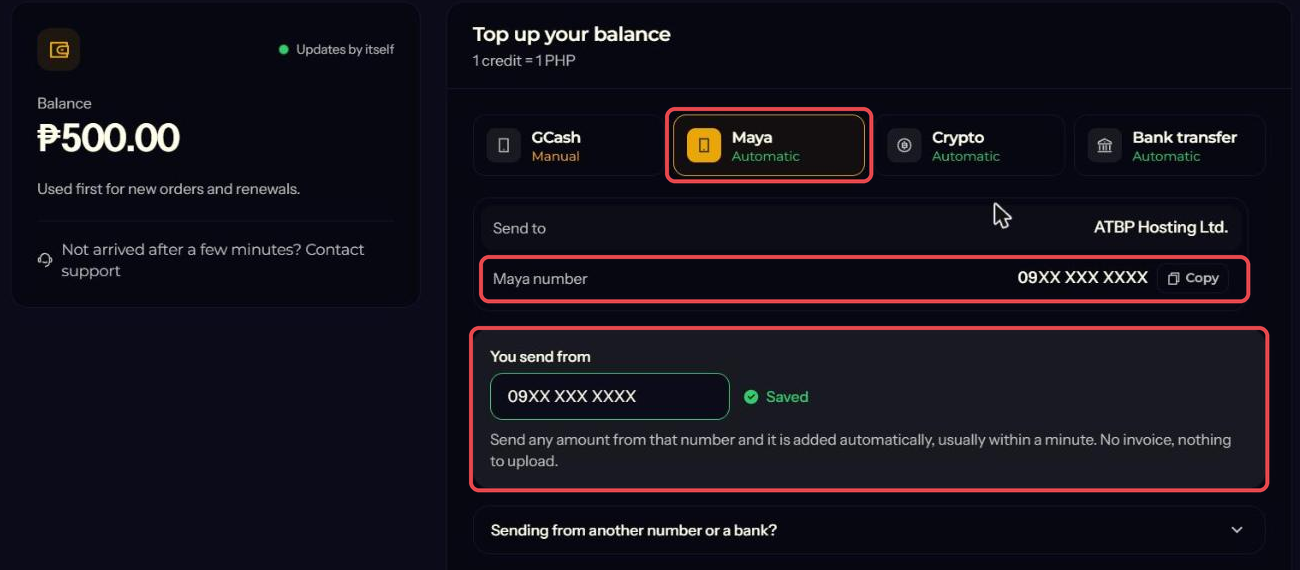 Updates by itself
Balance
₱500.00
Used first for new orders and renewals.
Not arrived after a few minutes? Contact
support
Top up your balance
1 credit = 1 PHP
GCash
Manual
Maya
Automatic
Crypto
Automatic
Bank transfer
Automatic
Send to ATBP Hosting Ltd.
Maya number 09XX XXX XXXX Copy
You send from
09XX XXX XXXX Saved
Send any amount from that number and it is added automatically, usually within a minute. No invoice, nothing
to upload.
Sending from another number or a bank?